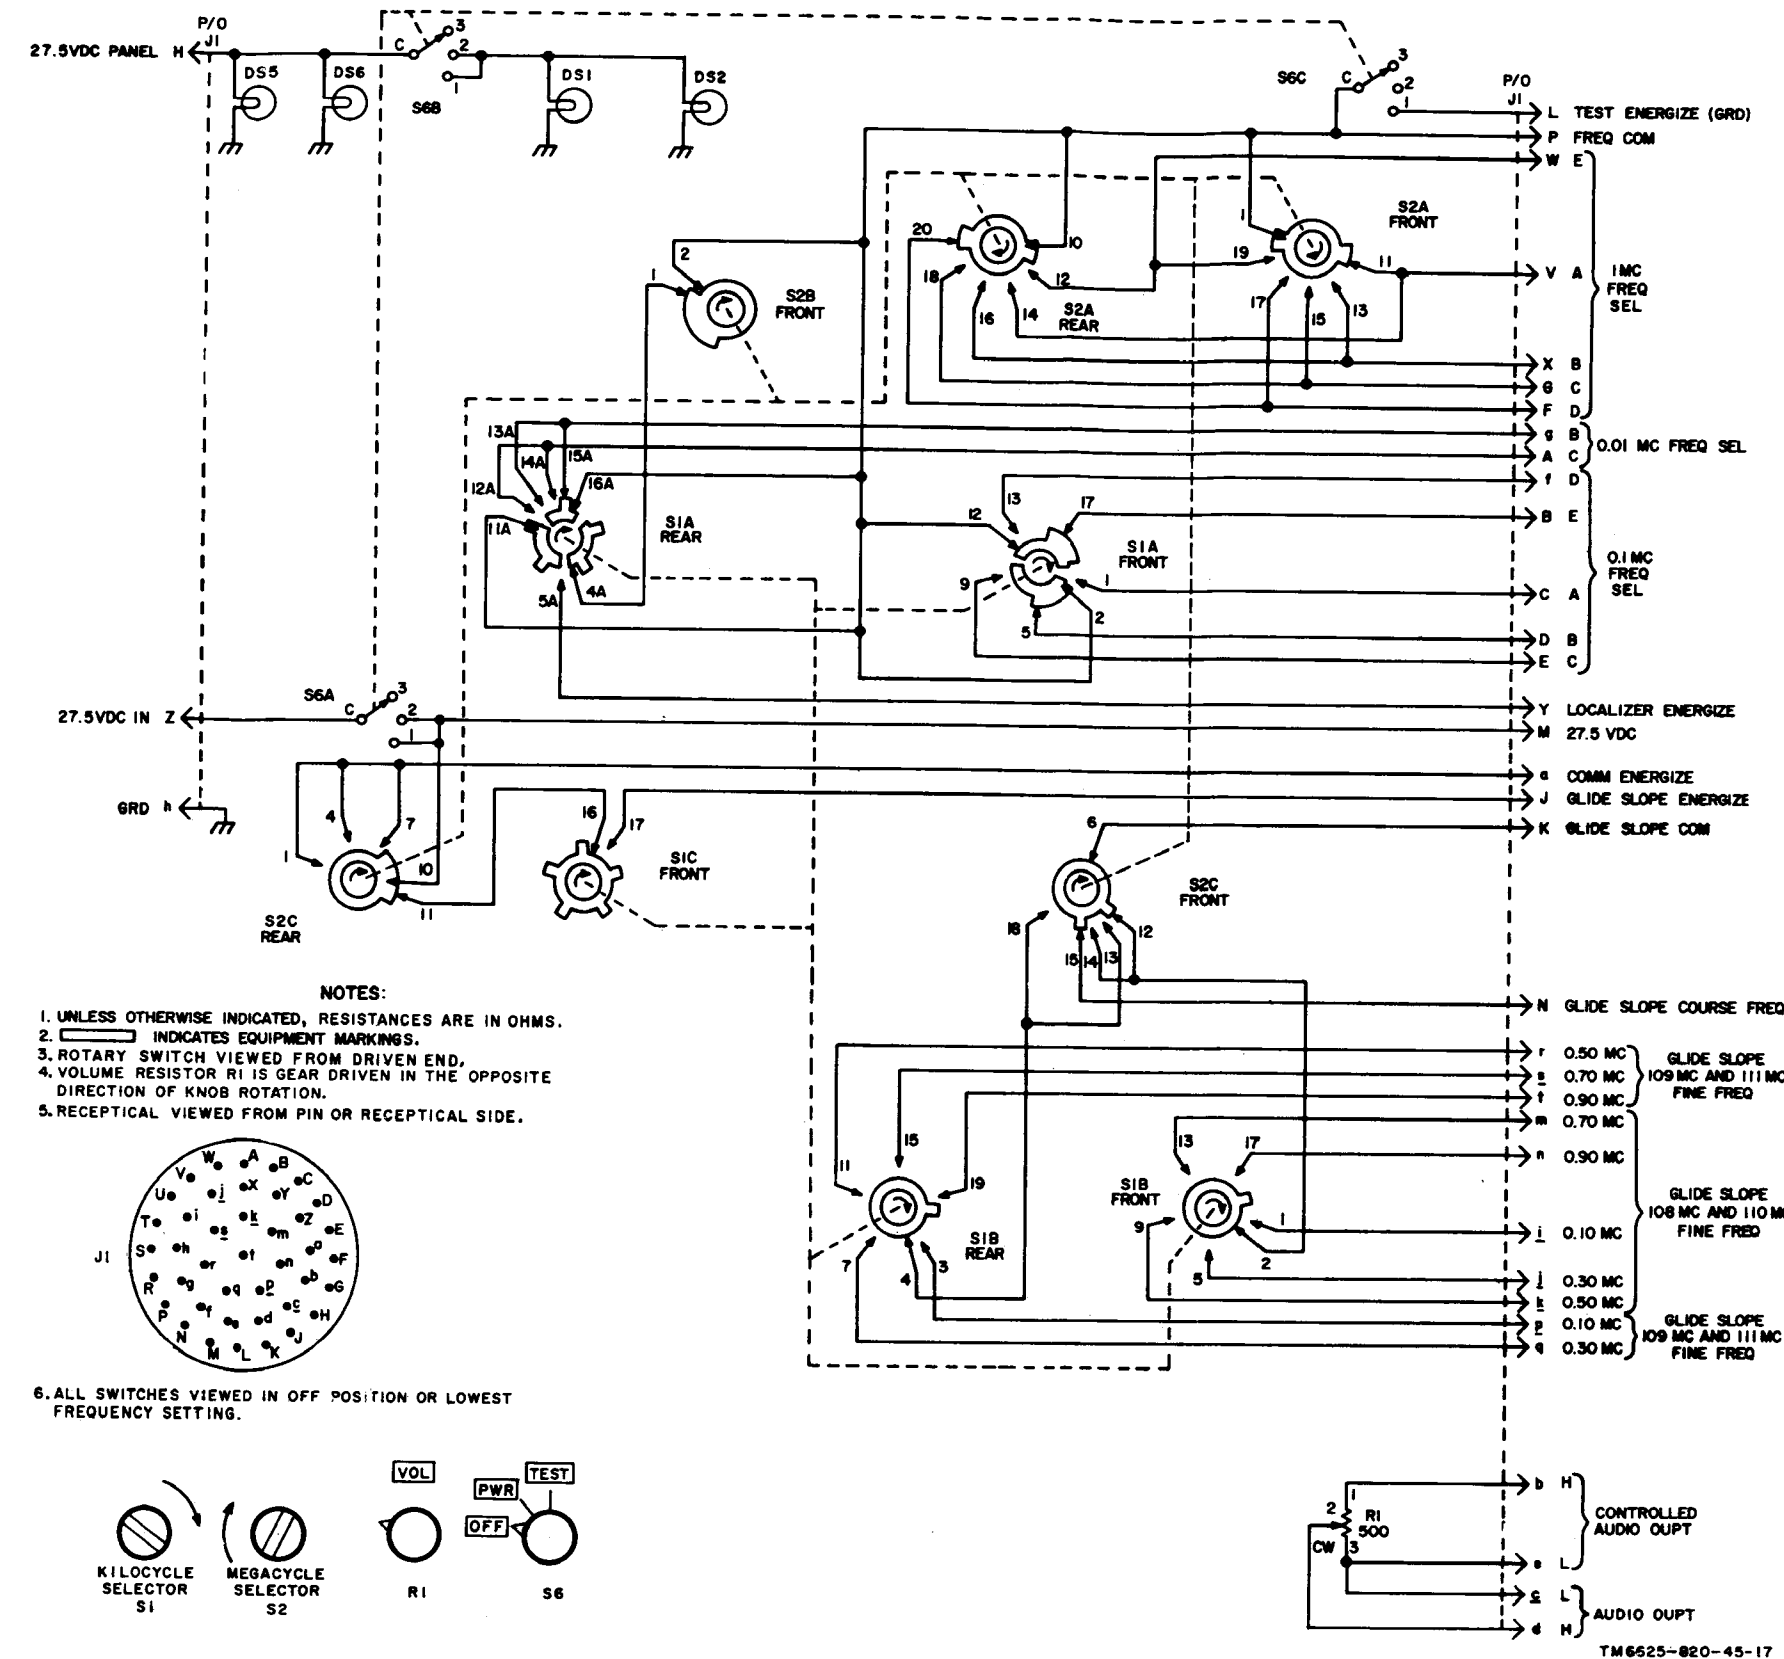 P/O
J1
27.5VDC PANEL H
DS5
DS6
C
3
2
1
S6B
DS1
DS2
S6C
C
3
2
1
P/O
J1
L TEST ENERGIZE (GRD)
P FREQ COM
W E
V A
X B
G C
F D
1 MC
FREQ
SEL
g B
A C
0.01 MC FREQ SEL
f D
B E
C A
D B
E C
0.1 MC
FREQ
SEL
20
18
16
14
12
10
S2A
REAR
1
19
17
15
13
11
S2A
FRONT
2
1
S2B
FRONT
13A
14A
15A
12A
16A
11A
5A
4A
S1A
REAR
13
17
12
9
5
1
2
S1A
FRONT
S6A
C
3
2
1
27.5VDC IN Z
Y LOCALIZER ENERGIZE
M 27.5 VDC
a COMM ENERGIZE
J GLIDE SLOPE ENERGIZE
K GLIDE SLOPE COM
GRD h
1
4
7
10
11
S2C
REAR
16
17
S1C
FRONT
6
18
15
14
13
12
S2C
FRONT
N GLIDE SLOPE COURSE FREQ
r 0.50 MC
s 0.70 MC
t 0.90 MC
GLIDE SLOPE
109 MC AND 111 MC
FINE FREQ
m 0.70 MC
n 0.90 MC
i 0.10 MC
j 0.30 MC
k 0.50 MC
GLIDE SLOPE
108 MC AND 110 MC
FINE FREQ
p 0.10 MC
q 0.30 MC
GLIDE SLOPE
109 MC AND 111 MC
FINE FREQ
11
15
19
7
4
3
S1B
REAR
13
17
9
5
1
2
S1B
FRONT
NOTES:
1. UNLESS OTHERWISE INDICATED, RESISTANCES ARE IN OHMS.
2. INDICATES EQUIPMENT MARKINGS.
3. ROTARY SWITCH VIEWED FROM DRIVEN END.
4. VOLUME RESISTOR R1 IS GEAR DRIVEN IN THE OPPOSITE
DIRECTION OF KNOB ROTATION.
5. RECEPTICAL VIEWED FROM PIN OR RECEPTICAL SIDE.
J1
W A B
V j X Y C
U D
T i s k m Z E
S h r t n a F
R g q p b G
P f e d c H
N M L K J
6. ALL SWITCHES VIEWED IN OFF POSITION OR LOWEST
FREQUENCY SETTING.
KILOCYCLE
SELECTOR
S1
MEGACYCLE
SELECTOR
S2
VOL
R1
OFF
PWR
TEST
S6
1
2
3
CW
R1
500
b H
e L
CONTROLLED
AUDIO OUPT
c L
d H
AUDIO OUPT
TM6625-820-45-17